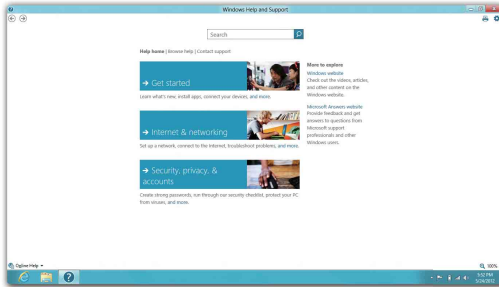 Windows Help and Support
Search
Help home | Browse help | Contact support
→ Get started
Learn what's new, install apps, connect your devices, and more.
→ Internet & networking
Set up a network, connect to the Internet, troubleshoot problems, and more.
→ Security, privacy, &
accounts
Create strong passwords, run through our security checklist, protect your PC
from viruses, and more.
More to explore
Windows website
Check out the videos, articles,
and other content on the
Windows website.
Microsoft Answers website
Provide feedback and get
answers to questions from
Microsoft support
professionals and other
Windows users.
Online Help
100%
5:52 PM
5/24/2012